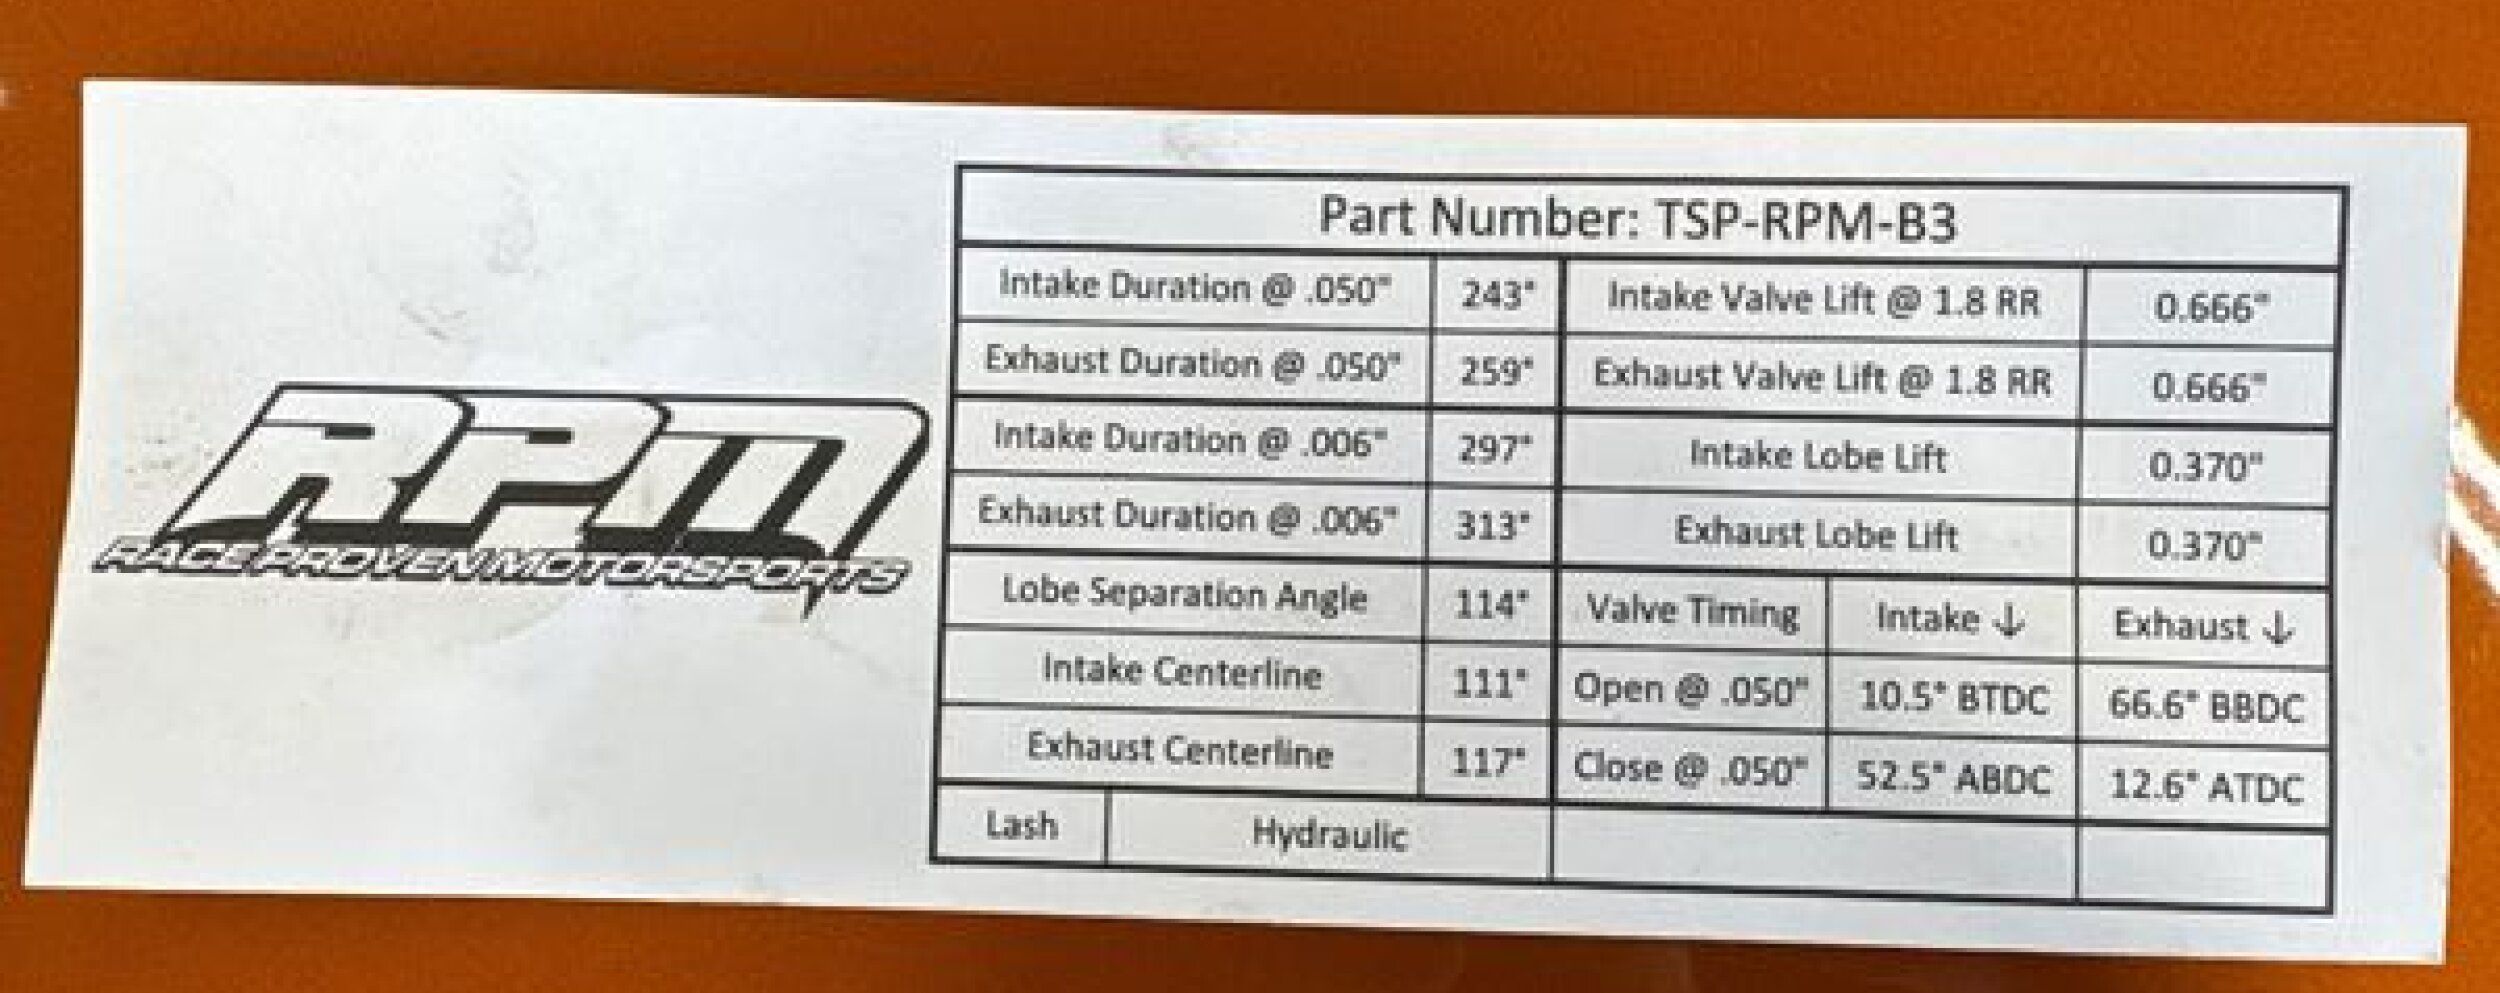 RPM
RACE PROVEN MOTORSPORTS
Part Number: TSP-RPM-B3
Intake Duration @ .050" 243° Intake Valve Lift @ 1.8 RR 0.666"
Exhaust Duration @ .050" 259° Exhaust Valve Lift @ 1.8 RR 0.666"
Intake Duration @ .006" 297° Intake Lobe Lift 0.370"
Exhaust Duration @ .006" 313° Exhaust Lobe Lift 0.370"
Lobe Separation Angle 114° Valve Timing Intake ↓ Exhaust ↓
Intake Centerline 111° Open @ .050" 10.5° BTDC 66.6° BBDC
Exhaust Centerline 117° Close @ .050" 52.5° ABDC 12.6° ATDC
Lash Hydraulic